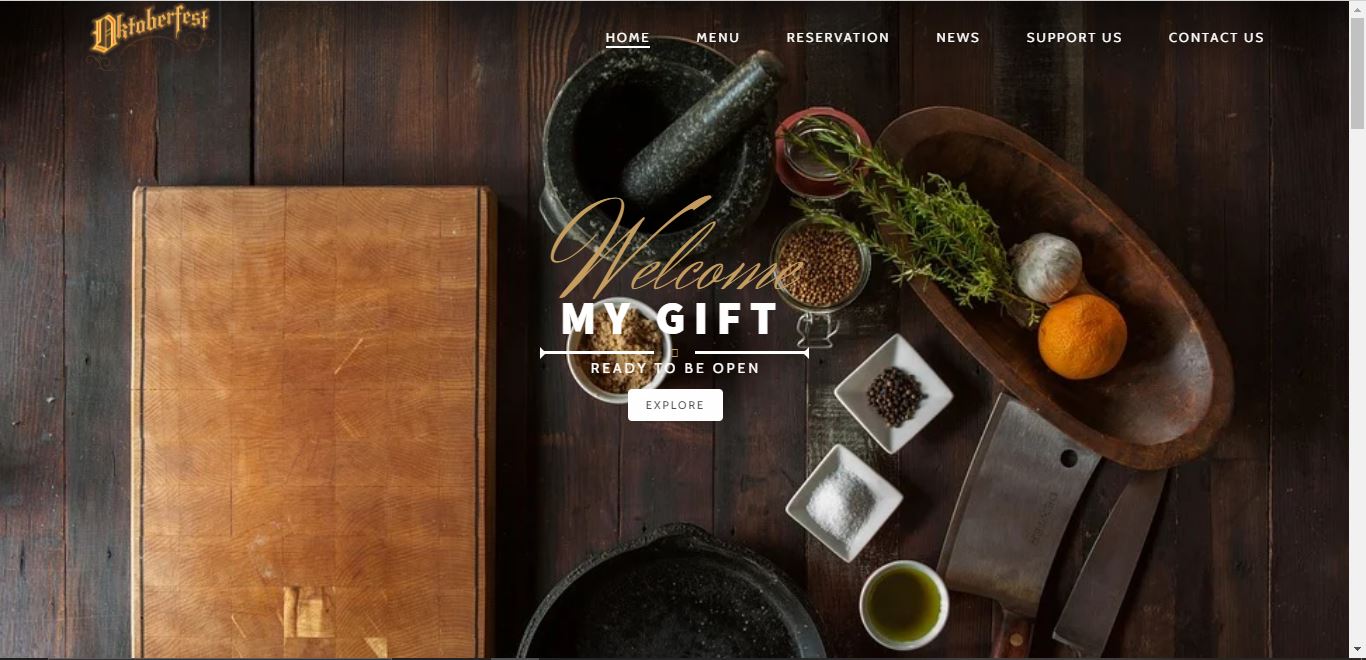 Oktoberfest
HOME MENU RESERVATION NEWS SUPPORT US CONTACT US
Welcome
MY GIFT
READY TO BE OPEN
EXPLORE